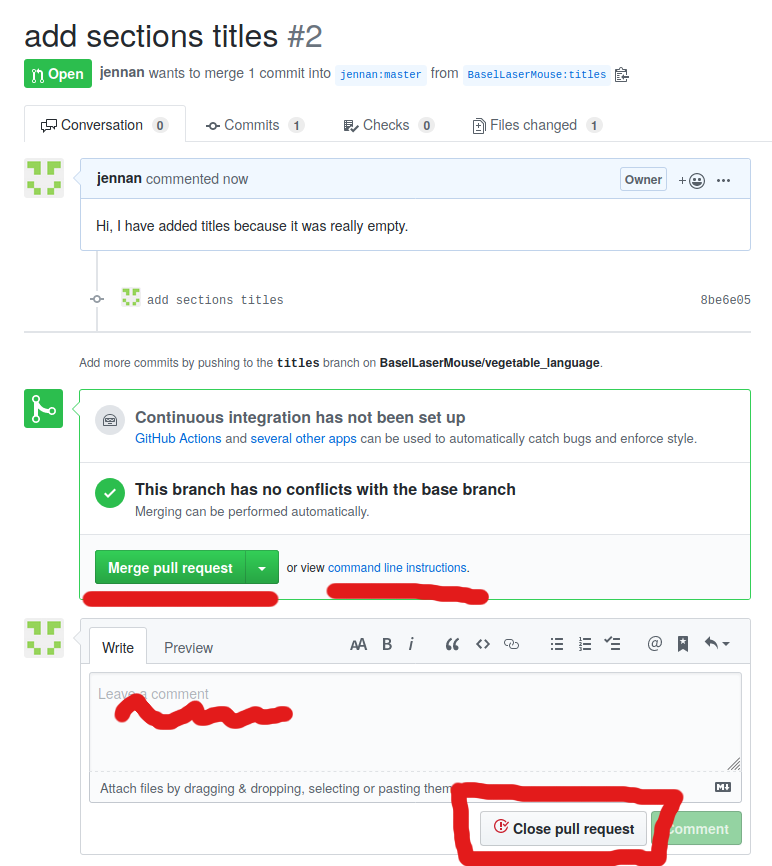 add sections titles #2
Open jennan wants to merge 1 commit into jennan:master from BaselLaserMouse:titles
Conversation 0 Commits 1 Checks 0 Files changed 1
jennan commented now Owner
Hi, I have added titles because it was really empty.
add sections titles 8be6e05
Add more commits by pushing to the titles branch on BaselLaserMouse/vegetable_language.
Continuous integration has not been set up
GitHub Actions and several other apps can be used to automatically catch bugs and enforce style.
This branch has no conflicts with the base branch
Merging can be performed automatically.
Merge pull request or view command line instructions.
Write Preview AA B i @
Leave a comment
Attach files by dragging & dropping, selecting or pasting them M↓
Close pull request Comment